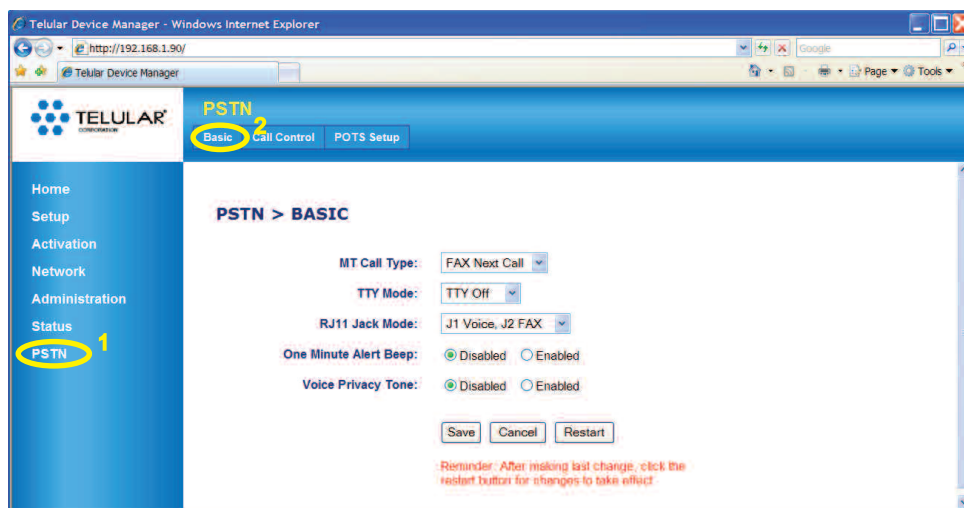 Telular Device Manager - Windows Internet Explorer
http://192.168.1.90/
Google
Telular Device Manager
Page
Tools
TELULAR
CORPORATION
PSTN
2
Basic
Call Control
POTS Setup
Home
Setup
Activation
Network
Administration
Status
PSTN
1
PSTN > BASIC
MT Call Type: FAX Next Call
TTY Mode: TTY Off
RJ11 Jack Mode: J1 Voice, J2 FAX
One Minute Alert Beep: Disabled Enabled
Voice Privacy Tone: Disabled Enabled
Save Cancel Restart
Reminder: After making last change, click the
restart button for changes to take effect